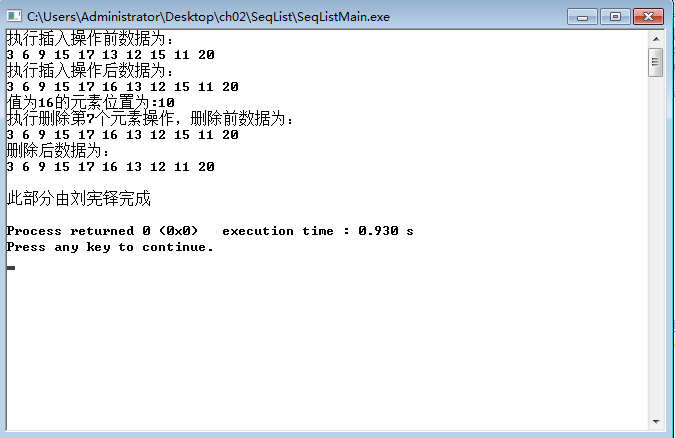 C:\Users\Administrator\Desktop\ch02\SeqList\SeqListMain.exe
执行插入操作前数据为：
3 6 9 15 17 13 12 15 11 20
执行插入操作后数据为：
3 6 9 15 17 16 13 12 15 11 20
值为16的元素位置为:10
执行删除第7个元素操作，删除前数据为：
3 6 9 15 17 16 13 12 15 11 20
删除后数据为：
3 6 9 15 17 16 13 12 11 20
此部分由刘宪铎完成
Process returned 0 (0x0)   execution time : 0.930 s
Press any key to continue.